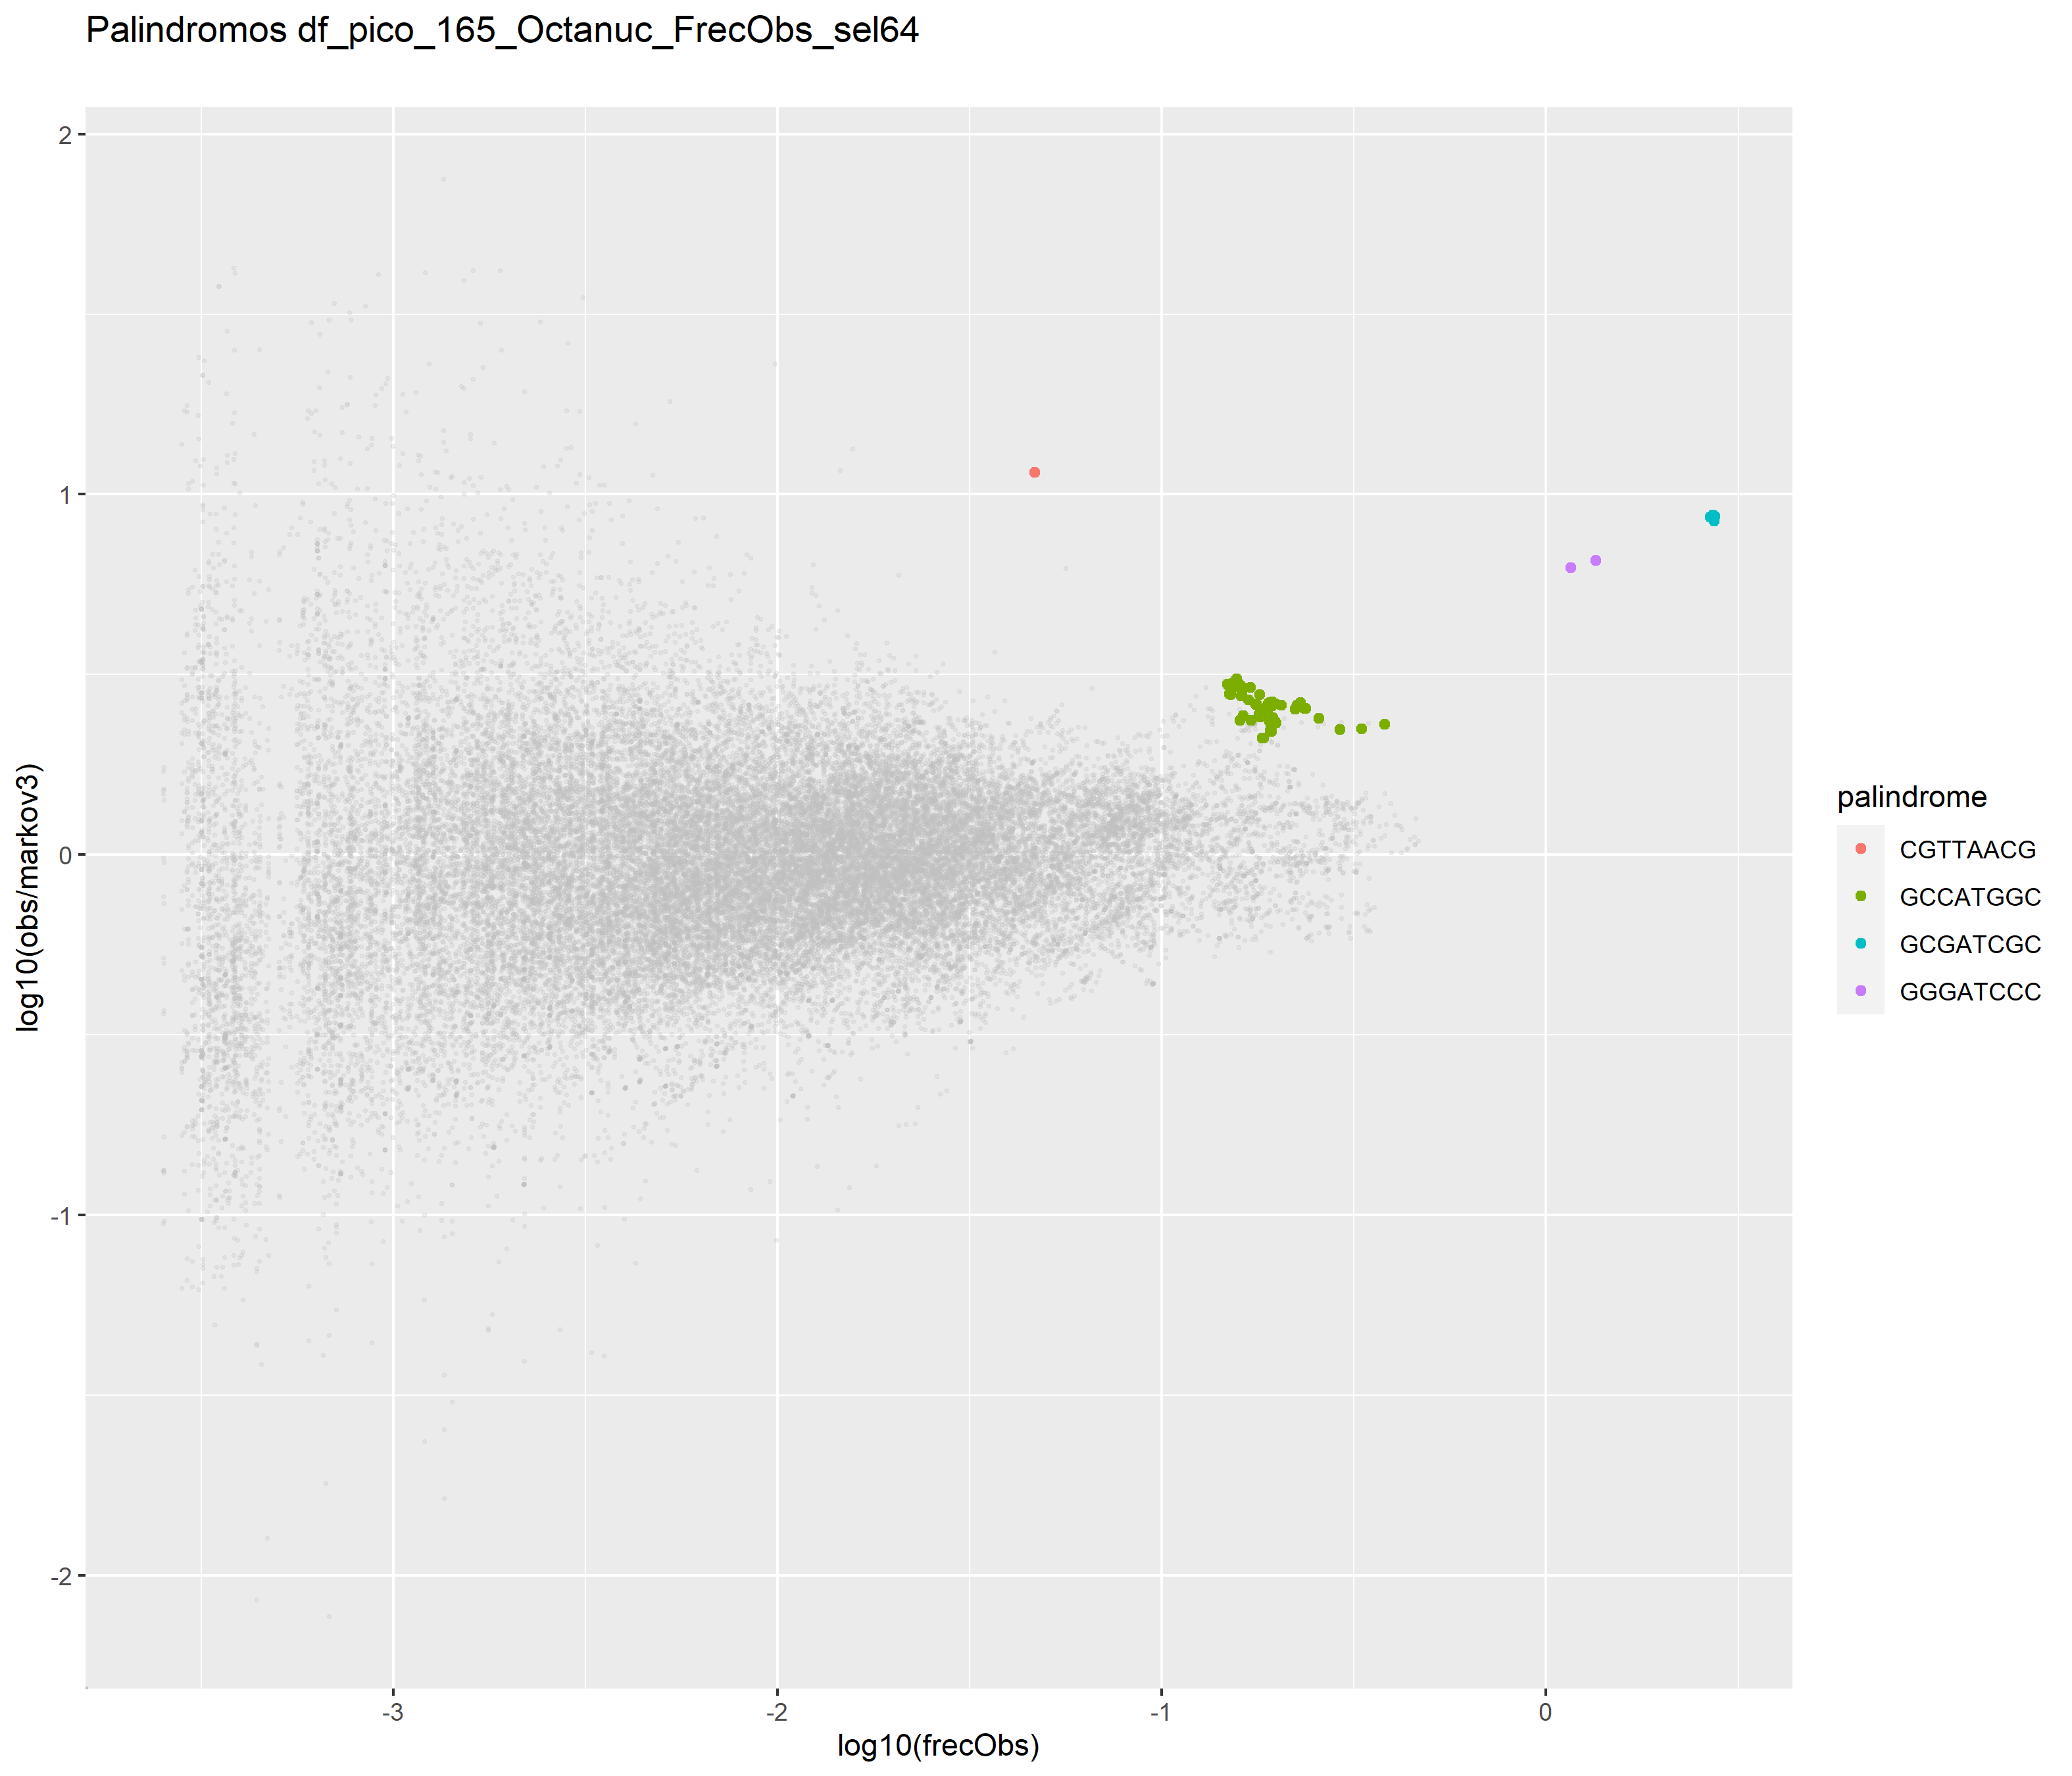 Palindromos df_pico_165_Octanuc_FrecObs_sel64
2
1
0
-1
-2
log10(obs/markov3)
-3
-2
-1
0
log10(frecObs)
palindrome
CGTTAACG
GCCATGGC
GCGATCGC
GGGATCCC